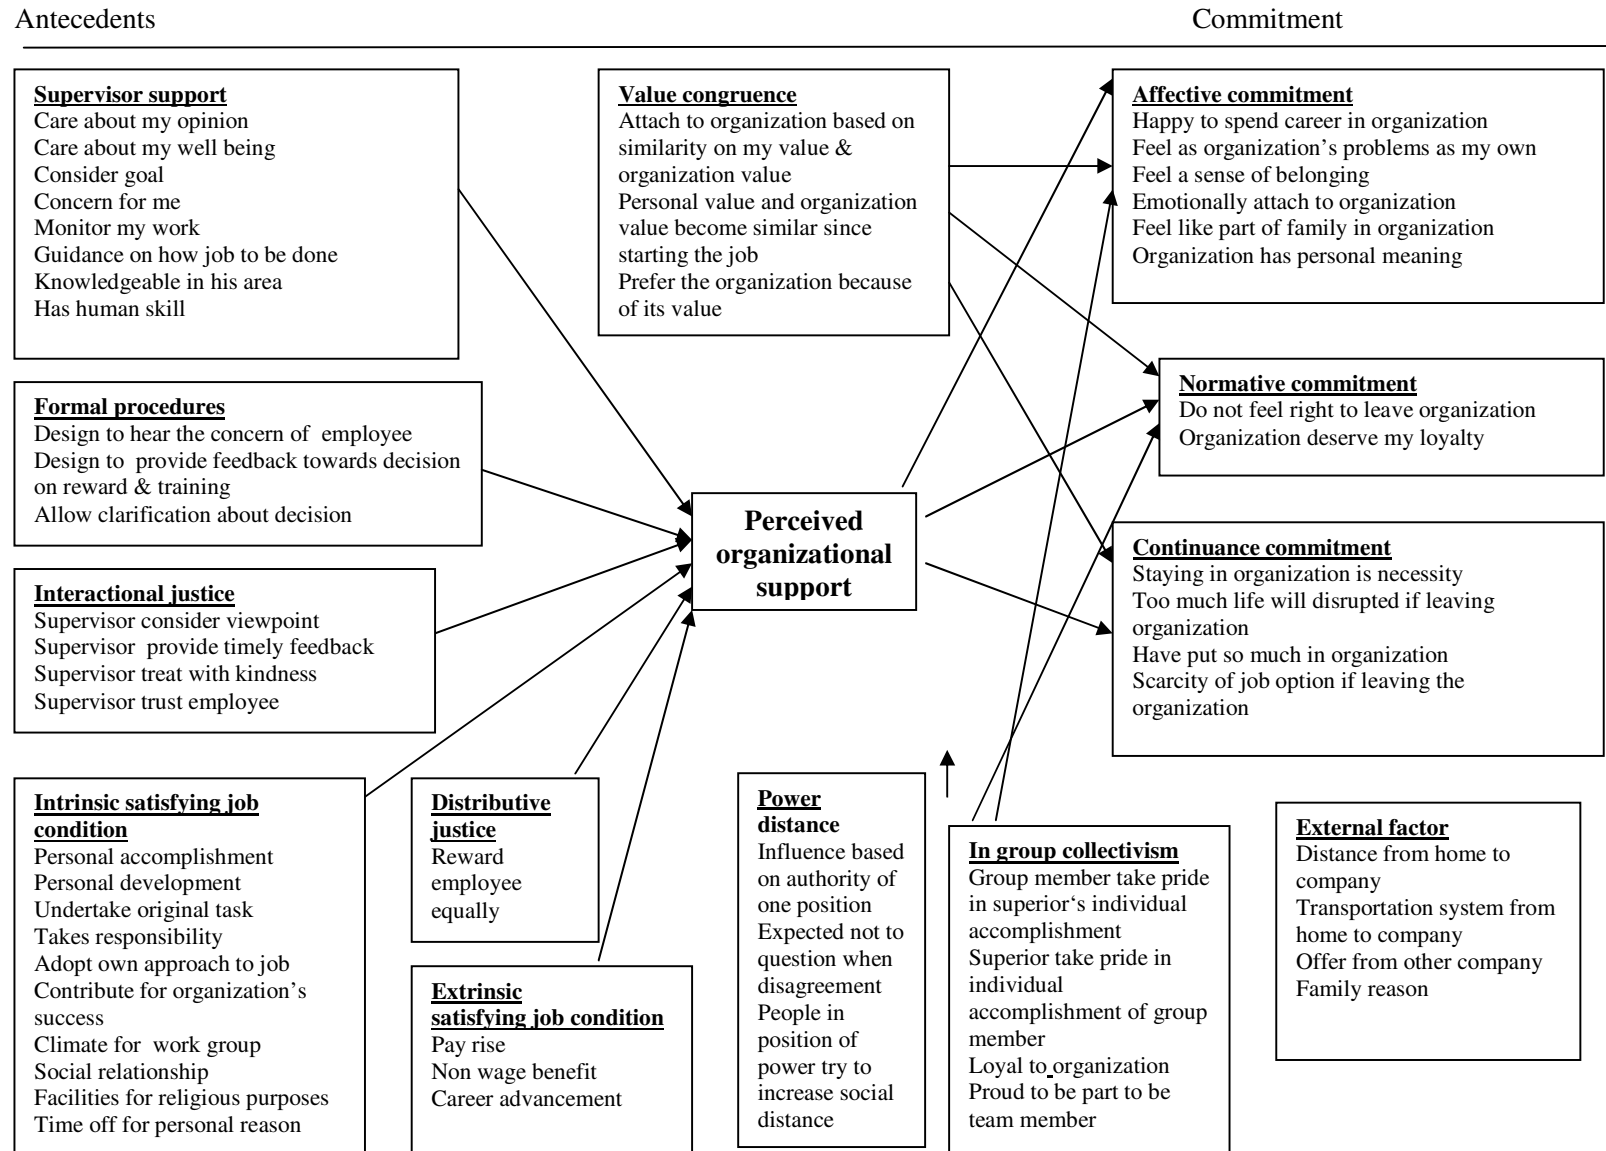 Antecedents
Commitment
Supervisor support
Care about my opinion
Care about my well being
Consider goal
Concern for me
Monitor my work
Guidance on how job to be done
Knowledgeable in his area
Has human skill
Value congruence
Attach to organization based on
similarity on my value &
organization value
Personal value and organization
value become similar since
starting the job
Prefer the organization because
of its value
Affective commitment
Happy to spend career in organization
Feel as organization’s problems as my own
Feel a sense of belonging
Emotionally attach to organization
Feel like part of family in organization
Organization has personal meaning
Formal procedures
Design to hear the concern of  employee
Design to  provide feedback towards decision
on reward & training
Allow clarification about decision
Normative commitment
Do not feel right to leave organization
Organization deserve my loyalty
Perceived
organizational
support
Continuance commitment
Staying in organization is necessity
Too much life will disrupted if leaving
organization
Have put so much in organization
Scarcity of job option if leaving the
organization
Interactional justice
Supervisor consider viewpoint
Supervisor  provide timely feedback
Supervisor treat with kindness
Supervisor trust employee
Intrinsic satisfying job
condition
Personal accomplishment
Personal development
Undertake original task
Takes responsibility
Adopt own approach to job
Contribute for organization’s
success
Climate for  work group
Social relationship
Facilities for religious purposes
Time off for personal reason
Distributive
justice
Reward
employee
equally
Extrinsic
satisfying job condition
Pay rise
Non wage benefit
Career advancement
Power
distance
Influence based
on authority of
one position
Expected not to
question when
disagreement
People in
position of
power try to
increase social
distance
In group collectivism
Group member take pride
in superior‘s individual
accomplishment
Superior take pride in
individual
accomplishment of group
member
Loyal to organization
Proud to be part to be
team member
External factor
Distance from home to
company
Transportation system from
home to company
Offer from other company
Family reason